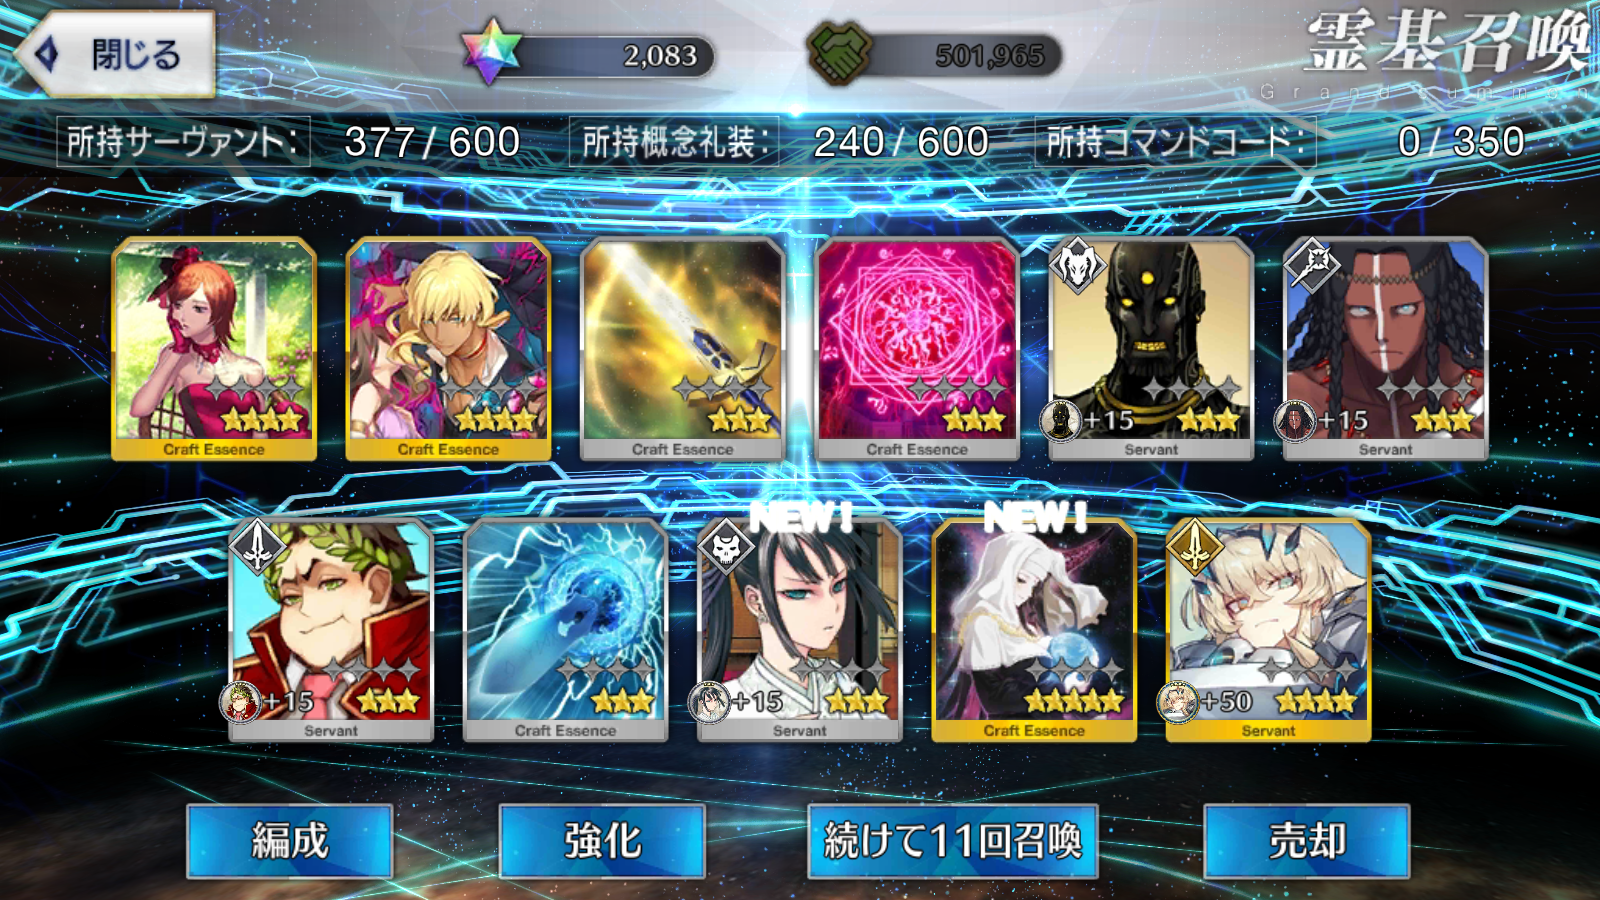 閉じる
2,083
501,965
霊基召喚
Grand Summon
所持サーヴァント: 377 / 600
所持概念礼装: 240 / 600
所持コマンドコード: 0 / 350
Craft Essence
Craft Essence
Craft Essence
Craft Essence
+15
Servant
+15
Servant
+15
Servant
Craft Essence
NEW!
+15
Servant
NEW!
Craft Essence
+50
Servant
編成
強化
続けて11回召喚
売却